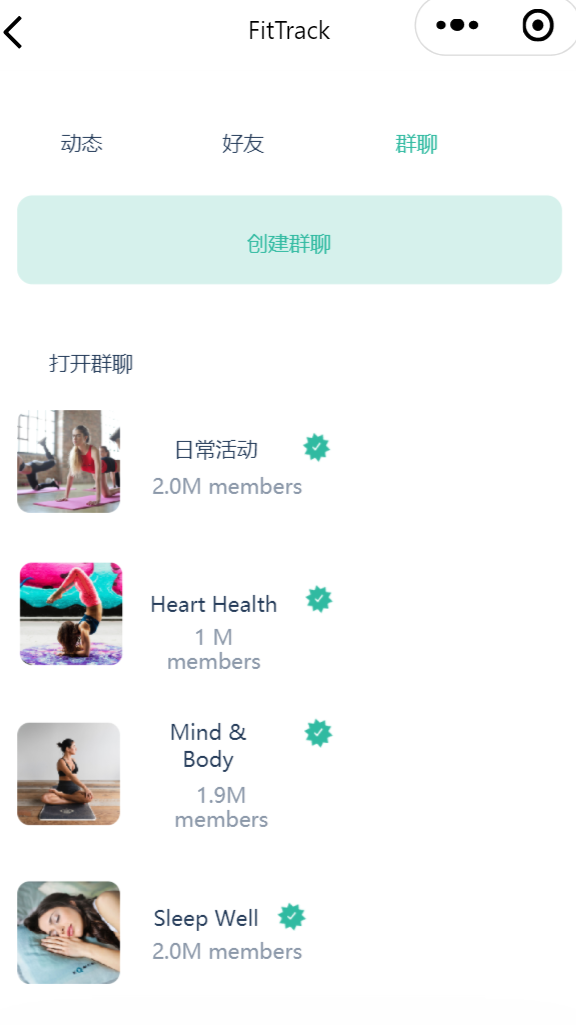 FitTrack
动态 好友 群聊
创建群聊
打开群聊
日常活动
2.0M members
Heart Health
1 M
members
Mind &
Body
1.9M
members
Sleep Well
2.0M members